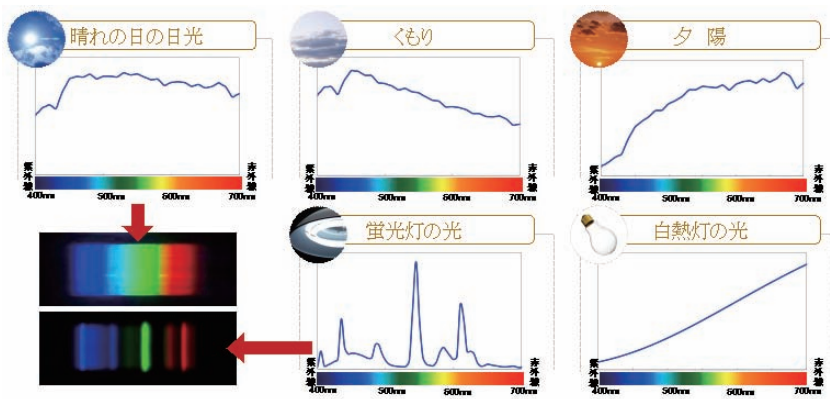 晴れの日の日光
くもり
夕陽
紫外線
赤外線
400nm
500nm
600nm
700nm
紫外線
赤外線
400nm
500nm
600nm
700nm
紫外線
赤外線
400nm
500nm
600nm
700nm
蛍光灯の光
白熱灯の光
紫外線
赤外線
400nm
500nm
600nm
700nm
紫外線
赤外線
400nm
500nm
600nm
700nm